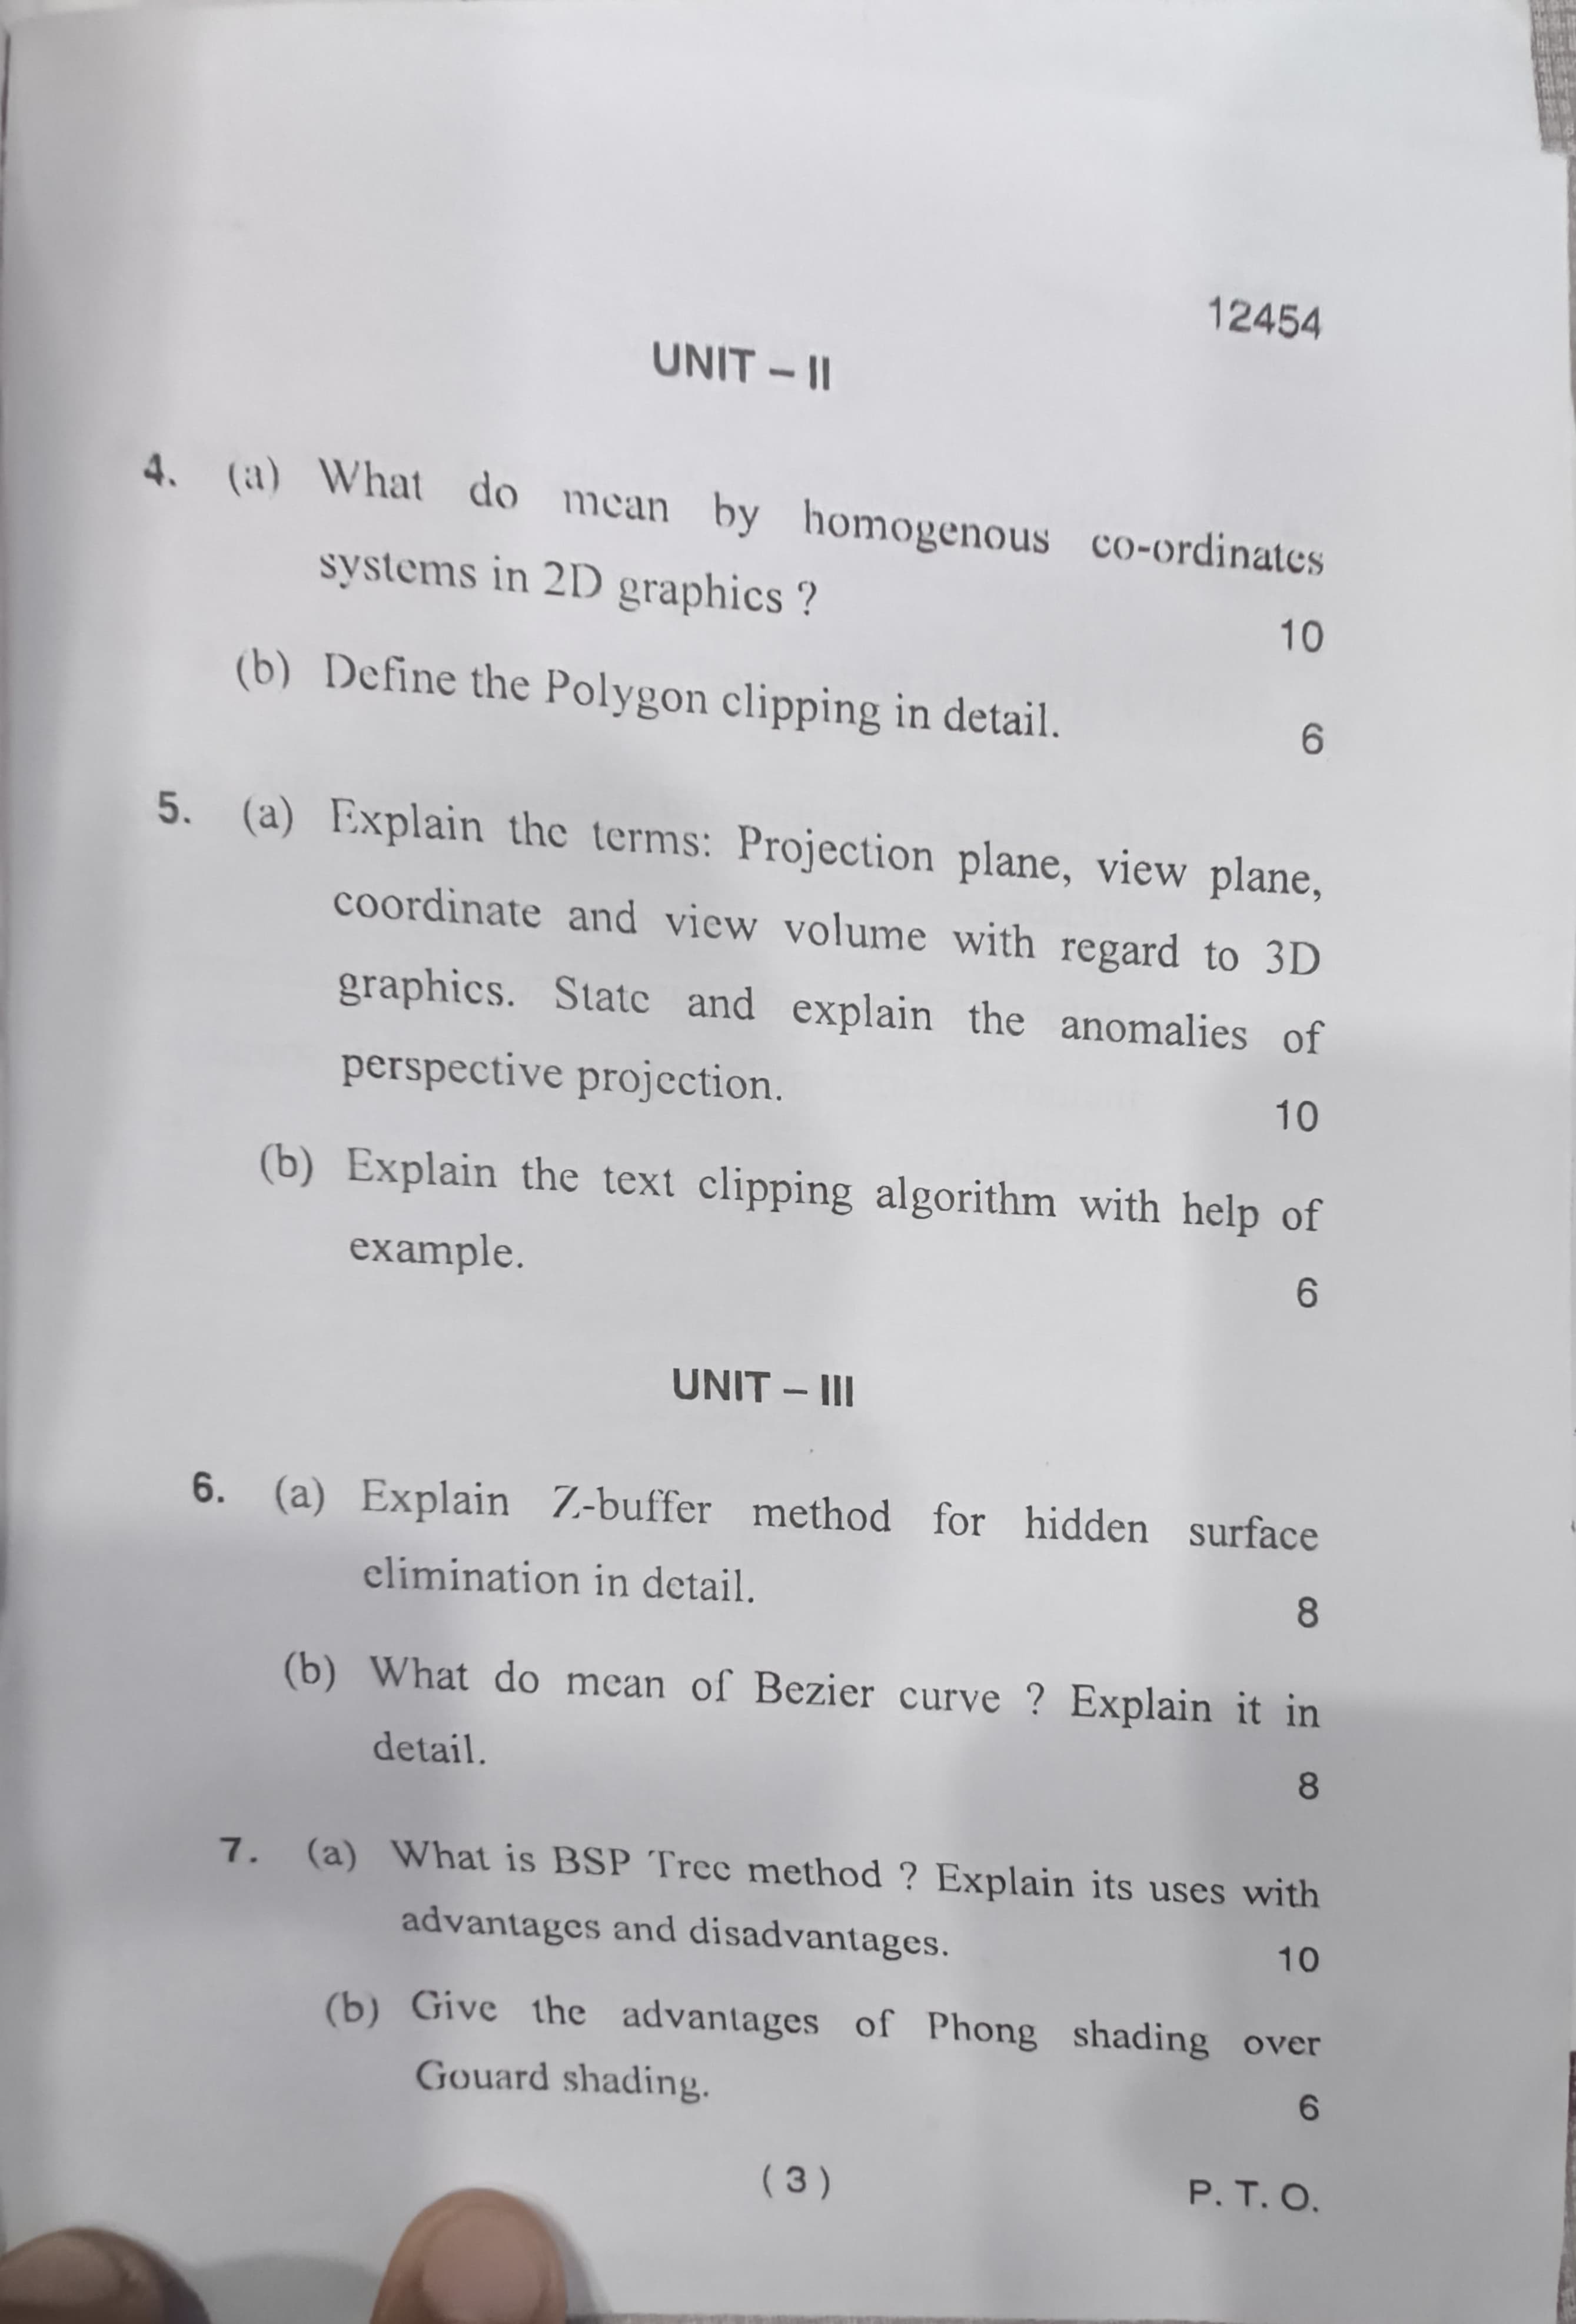 12454
UNIT – II
4. (a) What do mean by homogenous co-ordinates
systems in 2D graphics ?
10
(b) Define the Polygon clipping in detail.
6
5. (a) Explain the terms: Projection plane, view plane,
coordinate and view volume with regard to 3D
graphics. State and explain the anomalies of
perspective projection.
10
(b) Explain the text clipping algorithm with help of
example.
6
UNIT – III
6. (a) Explain Z-buffer method for hidden surface
elimination in detail.
8
(b) What do mean of Bezier curve ? Explain it in
detail.
8
7. (a) What is BSP Tree method ? Explain its uses with
advantages and disadvantages.
10
(b) Give the advantages of Phong shading over
Gouard shading.
6
( 3 )
P. T. O.